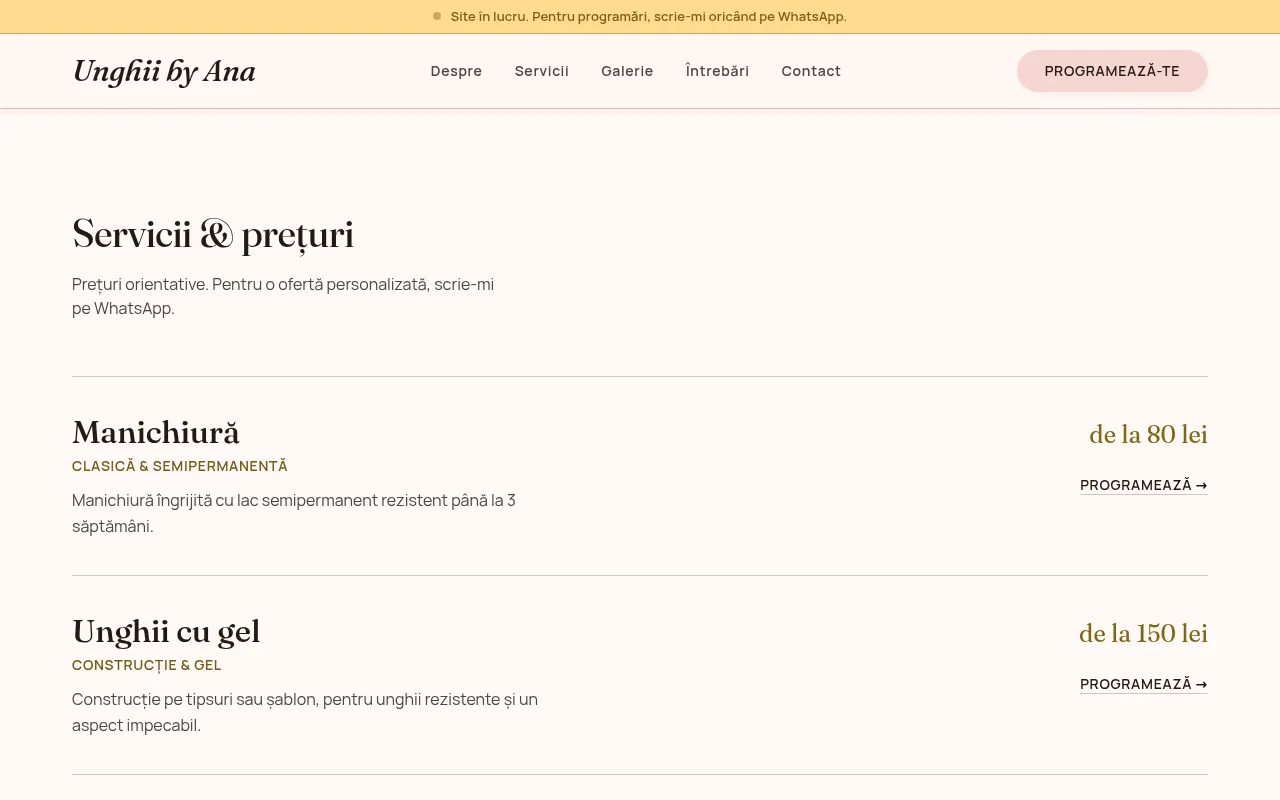 Site în lucru. Pentru programări, scrie-mi oricând pe WhatsApp.
Unghii by Ana
Despre
Servicii
Galerie
Întrebări
Contact
PROGRAMEAZĂ-TE
Servicii & prețuri
Prețuri orientative. Pentru o ofertă personalizată, scrie-mi
pe WhatsApp.
Manichiură
de la 80 lei
CLASICĂ & SEMIPERMANENTĂ
PROGRAMEAZĂ →
Manichiură îngrijită cu lac semipermanent rezistent până la 3
săptămâni.
Unghii cu gel
de la 150 lei
CONSTRUCȚIE & GEL
PROGRAMEAZĂ →
Construcție pe tipsuri sau șablon, pentru unghii rezistente și un
aspect impecabil.